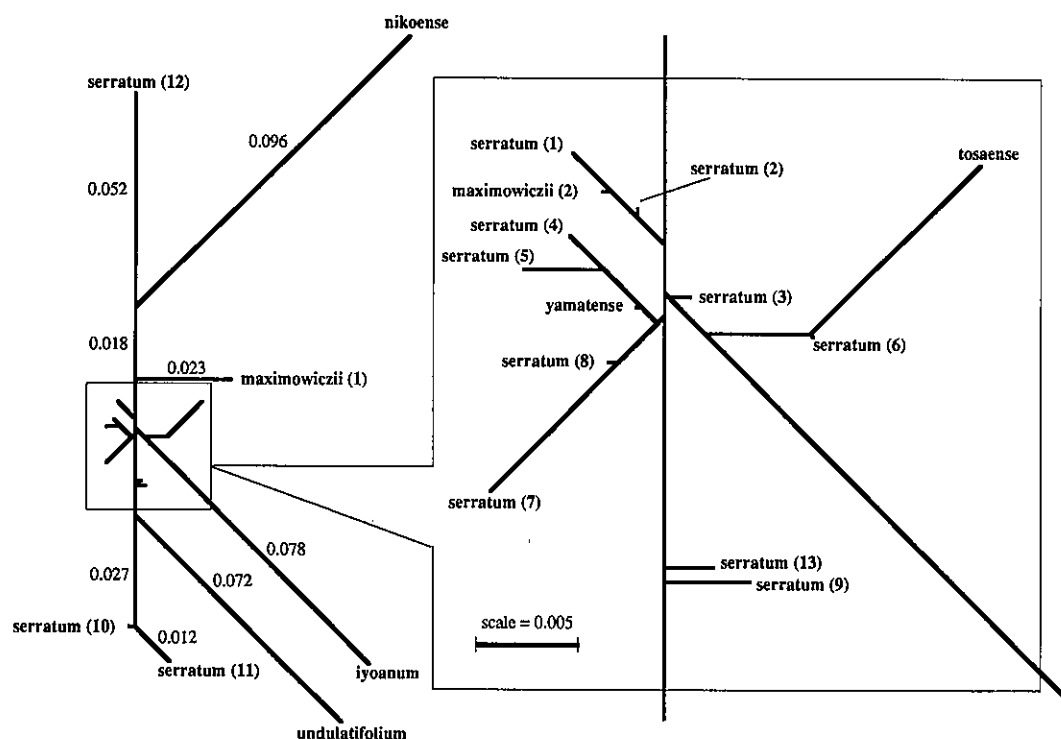 nikoense
serratum (12)
0.096
0.052
serratum (1)
tosaense
serratum (2)
maximowiczii (2)
serratum (4)
serratum (5)
yamatense
serratum (3)
0.018
serratum (6)
0.023
serratum (8)
maximowiczii (1)
serratum (7)
0.078
serratum (13)
0.072
0.027
serratum (9)
serratum (10)
scale = 0.005
0.012
serratum (11)
iyoanum
undulatifolium